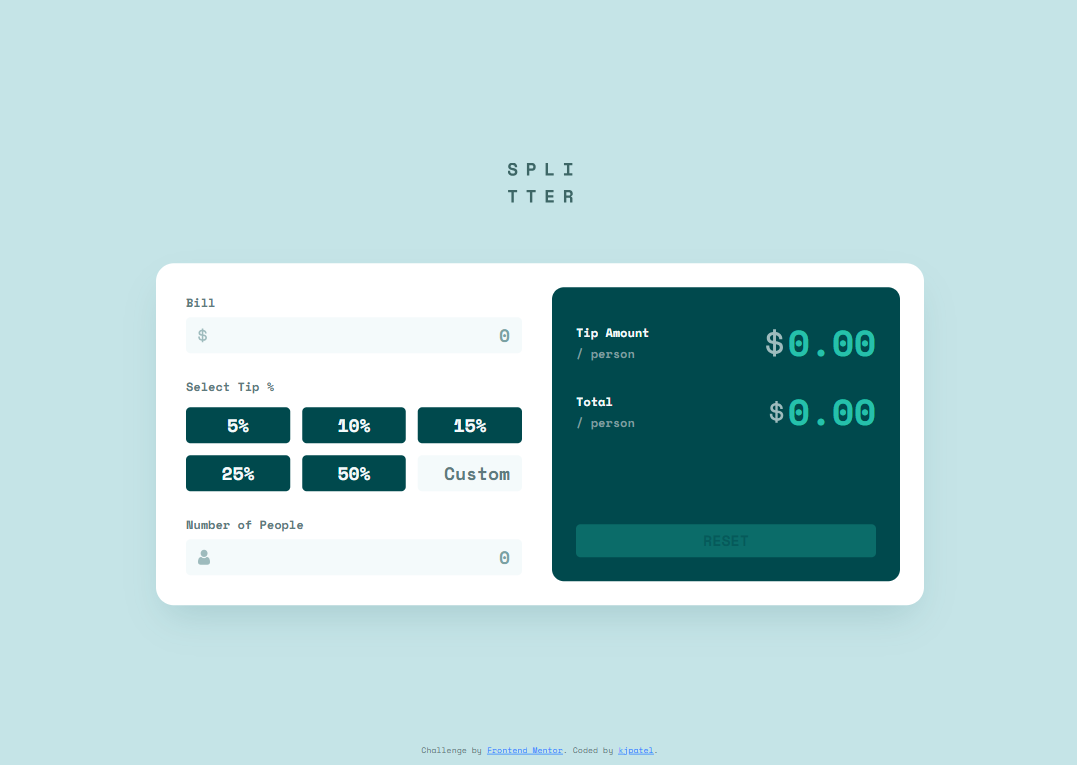 SPLI
TTER
Bill
$ 0
Select Tip %
5% 10% 15%
25% 50% Custom
Number of People
0
Tip Amount
/ person
$0.00
Total
/ person
$0.00
RESET
Challenge by Frontend Mentor. Coded by kjpatel.